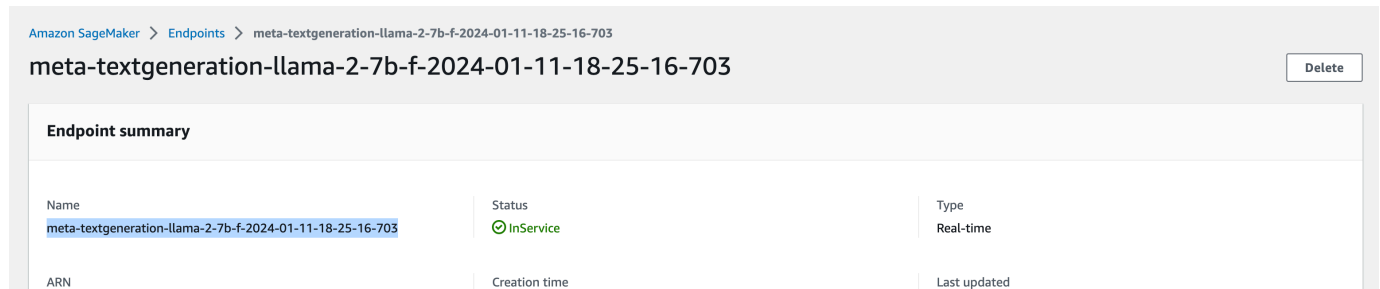 Amazon SageMaker > Endpoints > meta-textgeneration-llama-2-7b-f-2024-01-11-18-25-16-703
meta-textgeneration-llama-2-7b-f-2024-01-11-18-25-16-703
Delete
Endpoint summary
Name
meta-textgeneration-llama-2-7b-f-2024-01-11-18-25-16-703
Status
InService
Type
Real-time
ARN
Creation time
Last updated